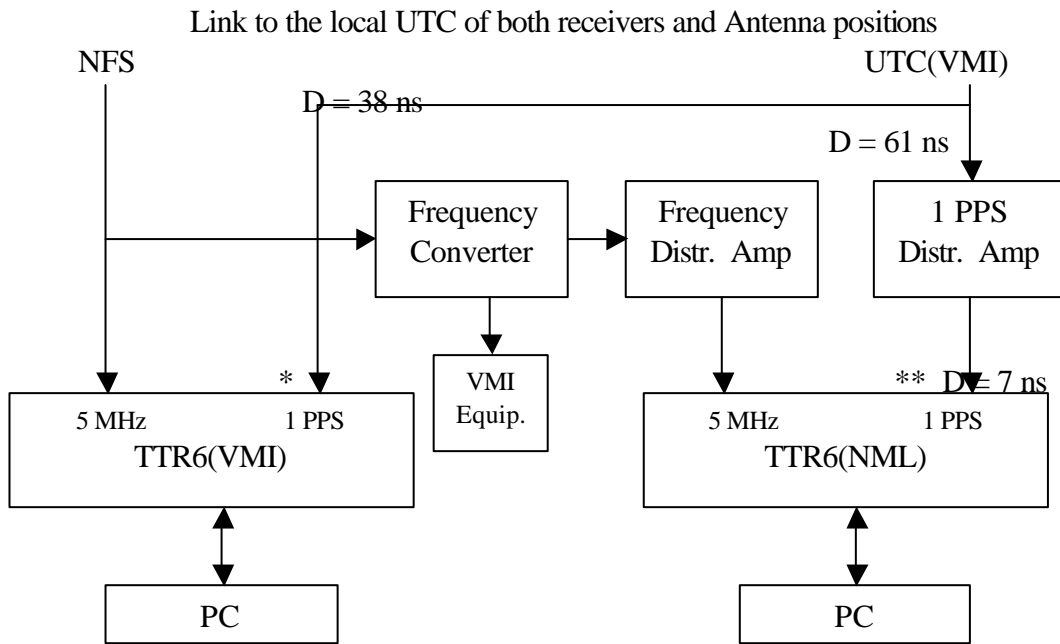 Link to the local UTC of both receivers and Antenna positions
NFS
UTC(VMI)
D = 38 ns
D = 61 ns
Frequency
Converter
Frequency
Distr. Amp
1 PPS
Distr. Amp
VMI
Equip.
*
** D = 7 ns
5 MHz 1 PPS
TTR6(VMI)
5 MHz 1 PPS
TTR6(NML)
PC
PC